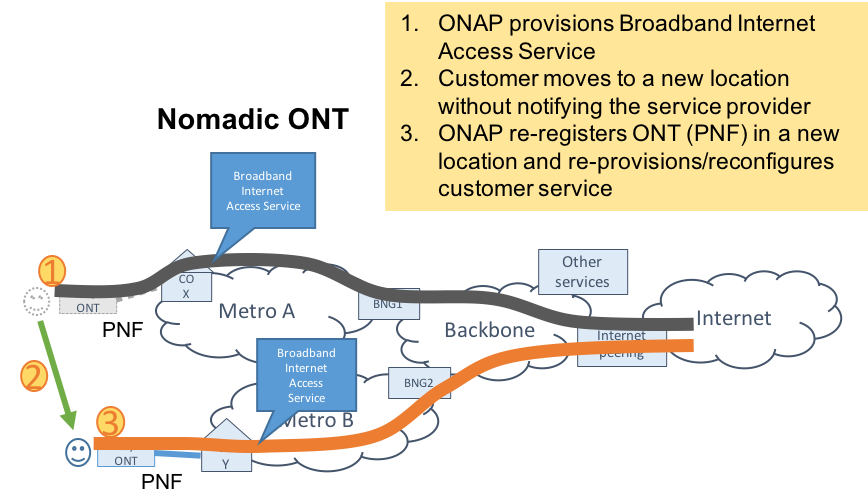 1. ONAP provisions Broadband Internet
Access Service
2. Customer moves to a new location
without notifying the service provider
3. ONAP re-registers ONT (PNF) in a new
location and re-provisions/reconfigures
customer service
Nomadic ONT
Broadband
Internet
Access Service
1
CO
X
ONT
PNF
Metro A
BNG1
Other
services
Backbone
Internet
peering
Internet
2
Broadband
Internet
Access
Service
BNG2
Metro B
3
ONT
Y
PNF